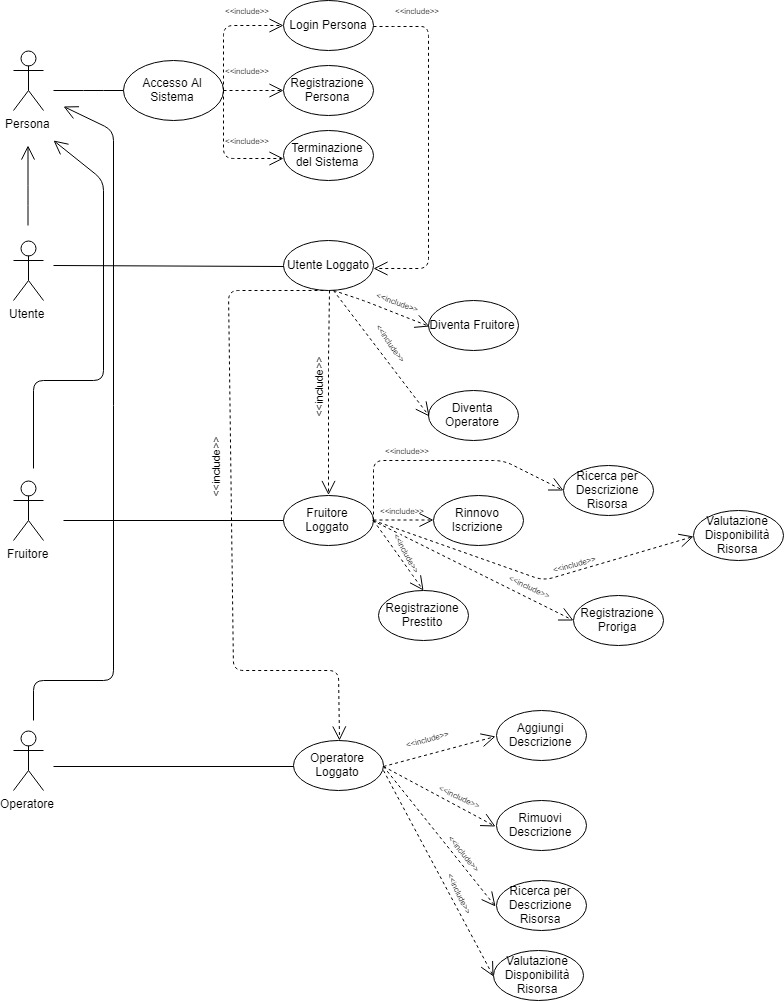 <<include>>
<<include>>
Login Persona
Persona
Accesso Al
Sistema
<<include>>
Registrazione
Persona
<<include>>
Terminazione
del Sistema
Utente
Utente Loggato
<<include>>
Diventa Fruitore
<<include>>
<<include>>
Diventa
Operatore
<<include>>
<<include>>
Ricerca per
Descrizione
Risorsa
Fruitore
Fruitore
Loggato
<<include>>
Rinnovo
Iscrizione
Valutazione
Disponibilità
Risorsa
<<include>>
<<include>>
<<include>>
Registrazione
Prestito
Registrazione
Proriga
Operatore
Operatore
Loggato
<<include>>
Aggiungi
Descrizione
<<include>>
Rimuovi
Descrizione
<<include>>
Ricerca per
Descrizione
Risorsa
<<include>>
Valutazione
Disponibilità
Risorsa